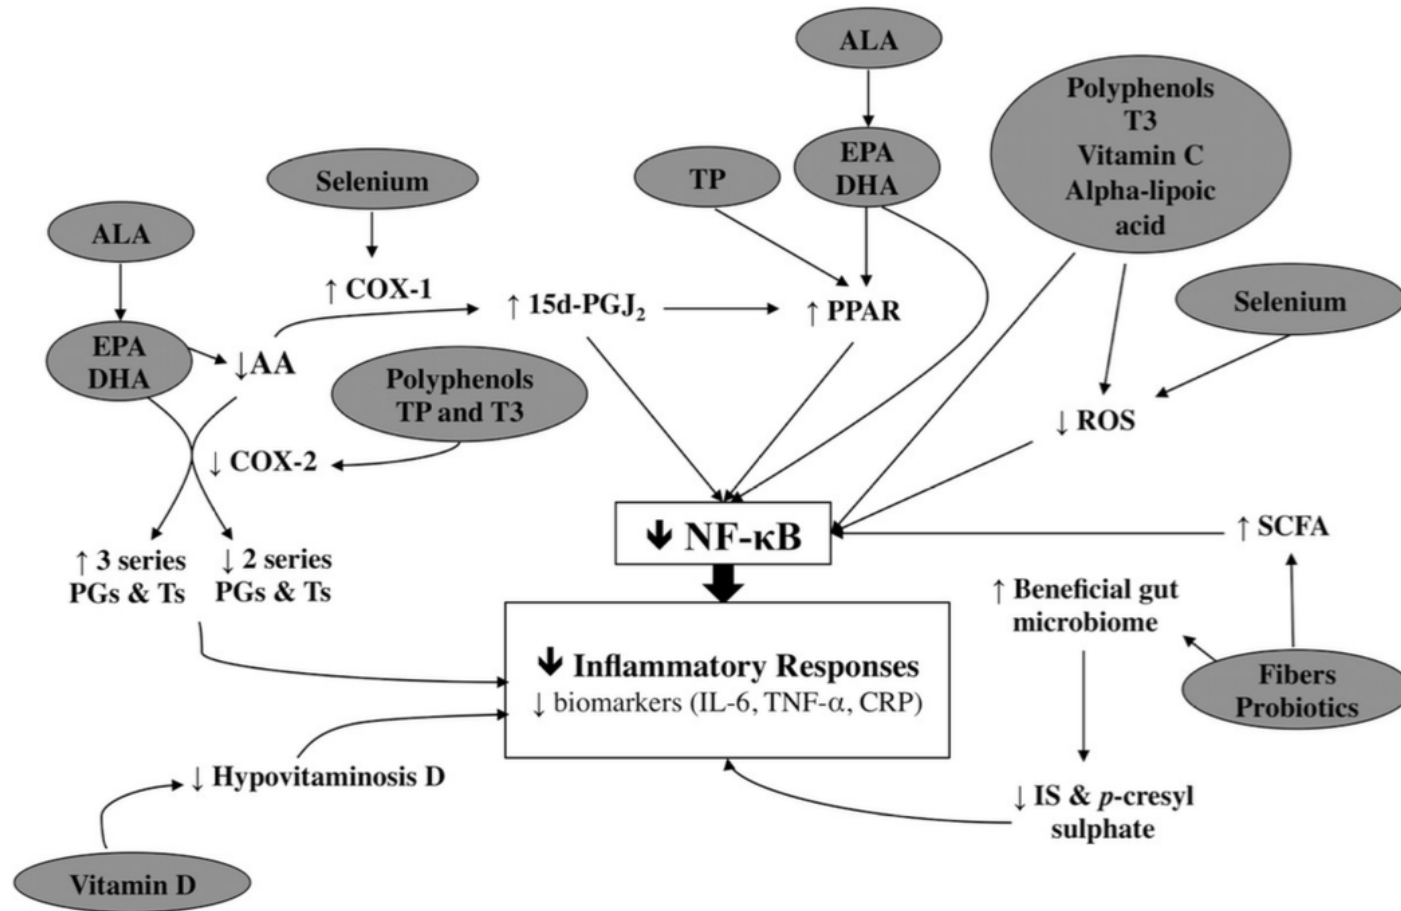 ALA
EPA
DHA
TP
Polyphenols
T3
Vitamin C
Alpha-lipoic
acid
Selenium
ALA
EPA
DHA
↑ COX-1
↓AA
↑ 15d-PGJ₂
↑ PPAR
Selenium
Polyphenols
TP and T3
↓ COX-2
↓ ROS
↑ 3 series
PGs & Ts
↓ 2 series
PGs & Ts
↓ NF-κB
↑ SCFA
↑ Beneficial gut
microbiome
Fibers
Probiotics
↓ Inflammatory Responses
↓ biomarkers (IL-6, TNF-α, CRP)
↓ Hypovitaminosis D
↓ IS & p-cresyl
sulphate
Vitamin D